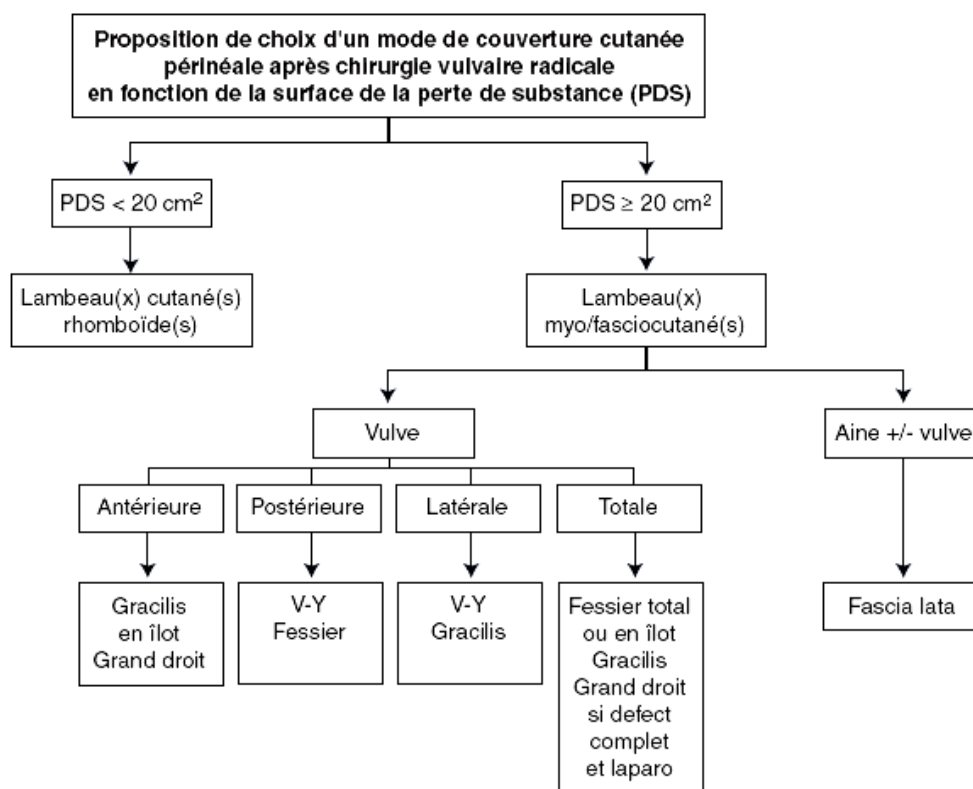 Proposition de choix d'un mode de couverture cutanée
périnéale après chirurgie vulvaire radicale
en fonction de la surface de la perte de substance (PDS)
PDS < 20 cm²
PDS ≥ 20 cm²
Lambeau(x) cutané(s)
rhomboïde(s)
Lambeau(x)
myo/fasciocutané(s)
Vulve
Aine +/- vulve
Antérieure
Postérieure
Latérale
Totale
Gracilis
en îlot
Grand droit
V-Y
Fessier
V-Y
Gracilis
Fessier total
ou en îlot
Gracilis
Grand droit
si defect
complet
et laparo
Fascia lata